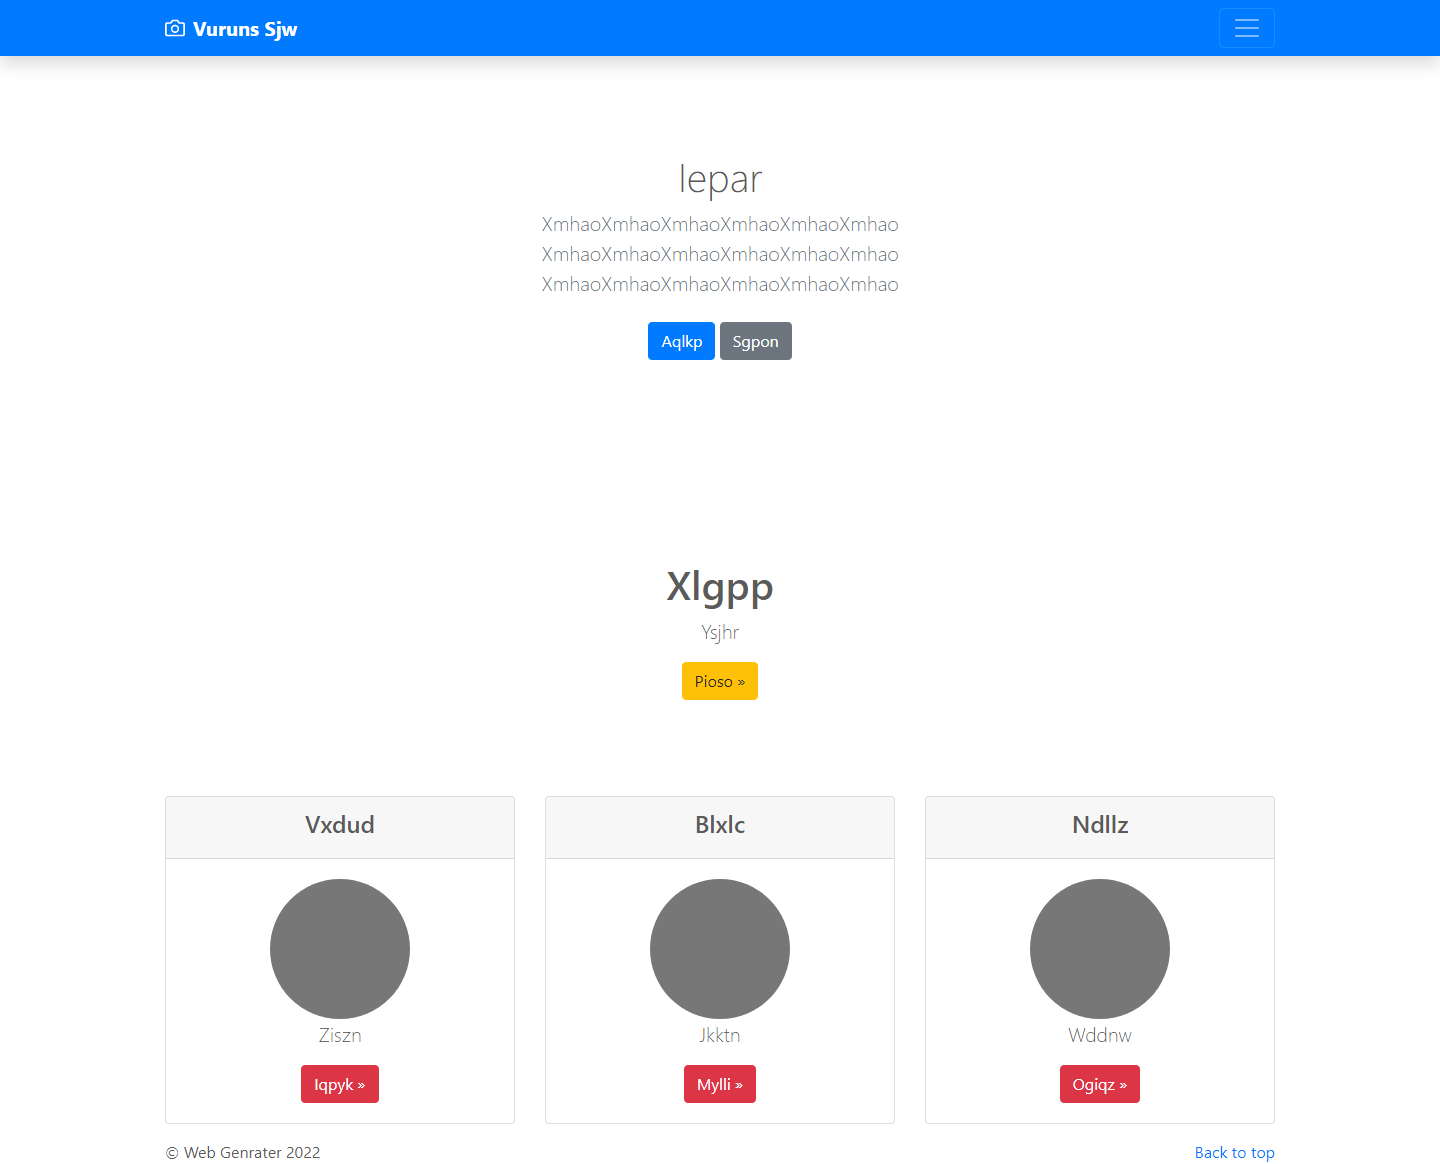 Vuruns Sjw
lepar
XmhaoXmhaoXmhaoXmhaoXmhaoXmhao
XmhaoXmhaoXmhaoXmhaoXmhaoXmhao
XmhaoXmhaoXmhaoXmhaoXmhaoXmhao
Aqlkp Sgpon
Xlgpp
Ysjhr
Pioso »
Vxdud Blxlc Ndllz
Ziszn Jkktn Wddnw
Iqpyk » Mylli » Ogiqz »
© Web Genrater 2022 Back to top